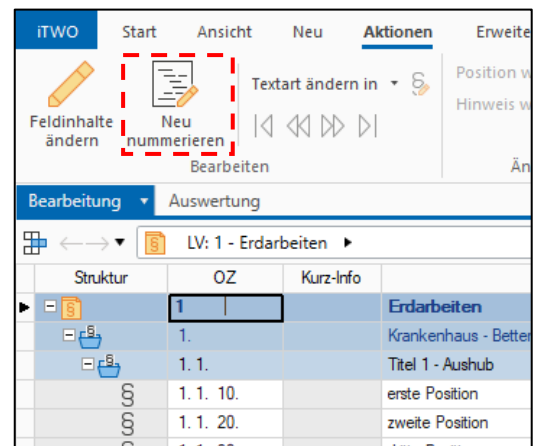 iTWO Start Ansicht Neu Aktionen
Feldinhalte ändern
Neu nummerieren
Textart ändern in
Position
Hinweis
Bearbeiten
Bearbeitung Auswertung
LV: 1 - Erdarbeiten
Struktur OZ Kurz-Info
1 Erdarbeiten
1. Krankenhaus -
1. 1. Titel 1 - Aushub
1. 1. 10. erste Position
1. 1. 20. zweite Position